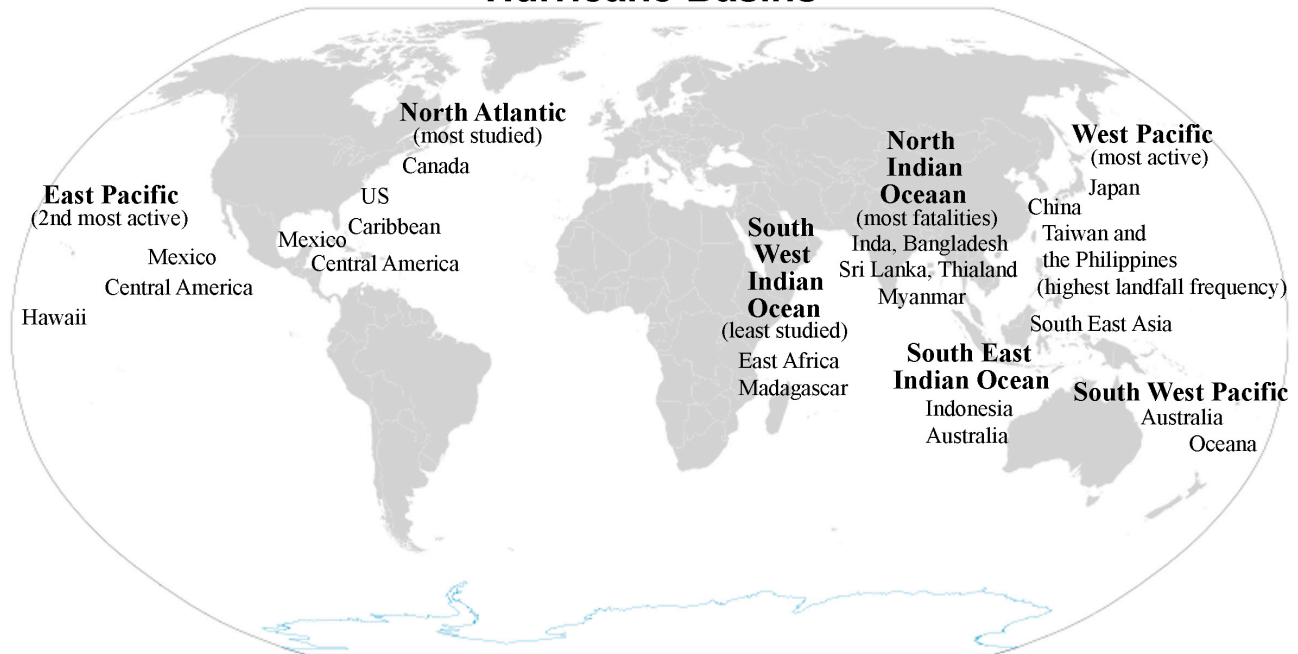 Hurricane Basins
North Atlantic
(most studied)
Canada
US
Caribbean
Mexico
Central America
East Pacific
(2nd most active)
Mexico
Central America
Hawaii
South
West
Indian
Ocean
(least studied)
East Africa
Madagascar
North
Indian
Oceaan
(most fatalities)
Inda, Bangladesh
Sri Lanka, Thialand
Myanmar
West Pacific
(most active)
Japan
China
Taiwan and
the Philippines
(highest landfall frequency)
South East Asia
South East
Indian Ocean
Indonesia
Australia
South West Pacific
Australia
Oceana